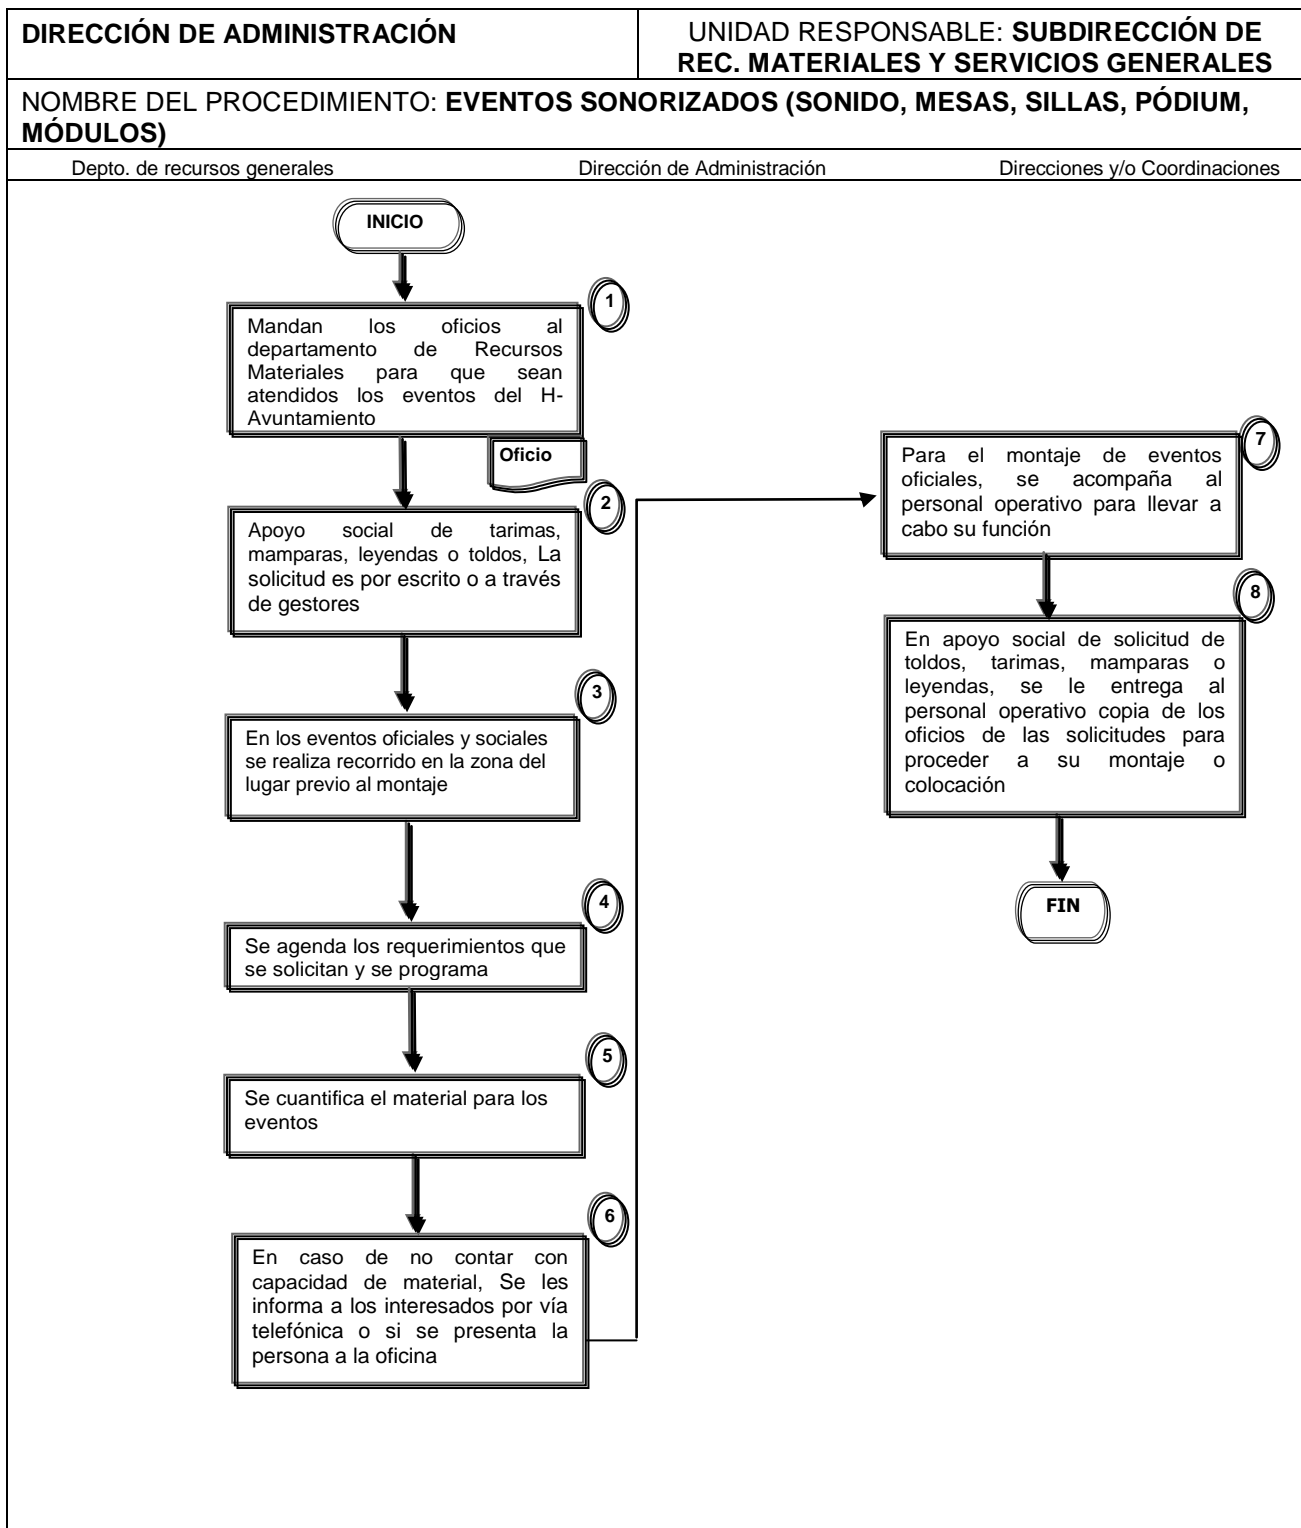 DIRECCIÓN DE ADMINISTRACIÓN
UNIDAD RESPONSABLE: SUBDIRECCIÓN DE
REC. MATERIALES Y SERVICIOS GENERALES
NOMBRE DEL PROCEDIMIENTO: EVENTOS SONORIZADOS (SONIDO, MESAS, SILLAS, PÓDIUM,
MÓDULOS)
Depto. de recursos generales
Dirección de Administración
Direcciones y/o Coordinaciones
INICIO
1
Mandan los oficios al
departamento de Recursos
Materiales para que sean
atendidos los eventos del H-
Avuntamiento
Oficio
2
Apoyo social de tarimas,
mamparas, leyendas o toldos, La
solicitud es por escrito o a través
de gestores
3
En los eventos oficiales y sociales
se realiza recorrido en la zona del
lugar previo al montaje
4
Se agenda los requerimientos que
se solicitan y se programa
5
Se cuantifica el material para los
eventos
6
En caso de no contar con
capacidad de material, Se les
informa a los interesados por vía
telefónica o si se presenta la
persona a la oficina
7
Para el montaje de eventos
oficiales, se acompaña al
personal operativo para llevar a
cabo su función
8
En apoyo social de solicitud de
toldos, tarimas, mamparas o
leyendas, se le entrega al
personal operativo copia de los
oficios de las solicitudes para
proceder a su montaje o
colocación
FIN